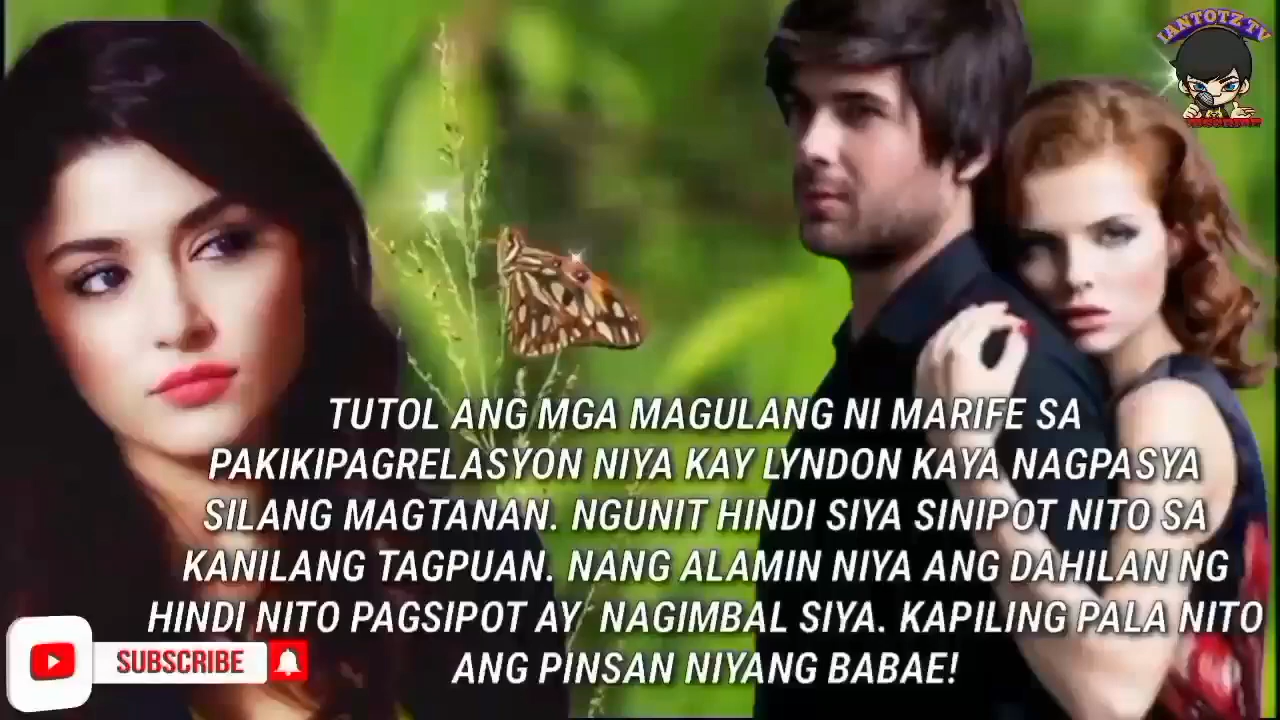 IANTOTZ TV
TUTOL ANG MGA MAGULANG NI MARIFE SA
PAKIKIPAGRELASYON NIYA KAY LYNDON KAYA NAGPASYA
SILANG MAGTANAN. NGUNIT HINDI SIYA SINIPOT NITO SA
KANILANG TAGPUAN. NANG ALAMIN NIYA ANG DAHILAN NG
HINDI NITO PAGSIPOT AY NAGIMBAL SIYA. KAPILING PALA NITO
ANG PINSAN NIYANG BABAE!
SUBSCRIBE